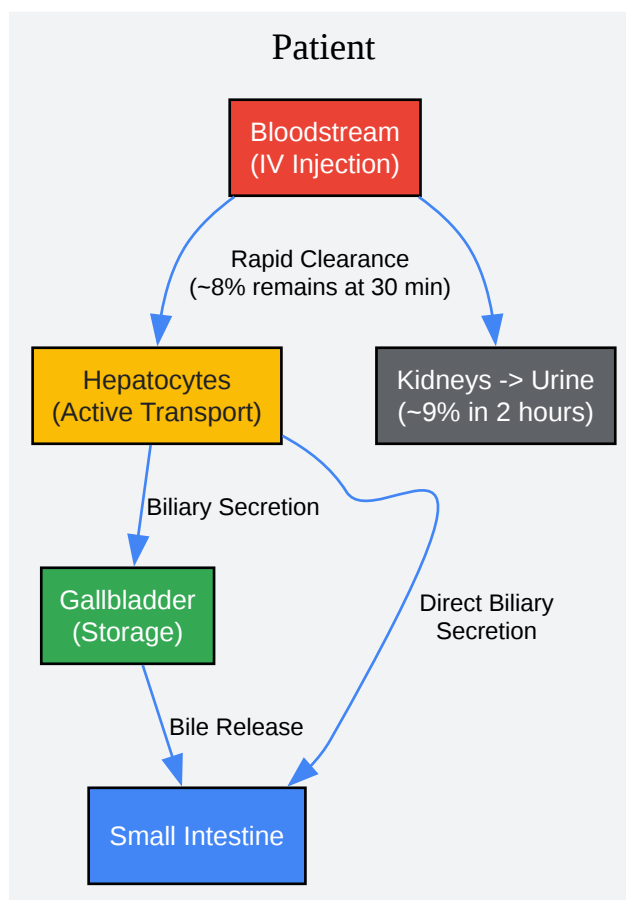 Patient
Bloodstream
(IV Injection)
Rapid Clearance
(~8% remains at 30 min)
Hepatocytes
(Active Transport)
Kidneys -> Urine
(~9% in 2 hours)
Biliary Secretion
Gallbladder
(Storage)
Direct Biliary
Secretion
Bile Release
Small Intestine